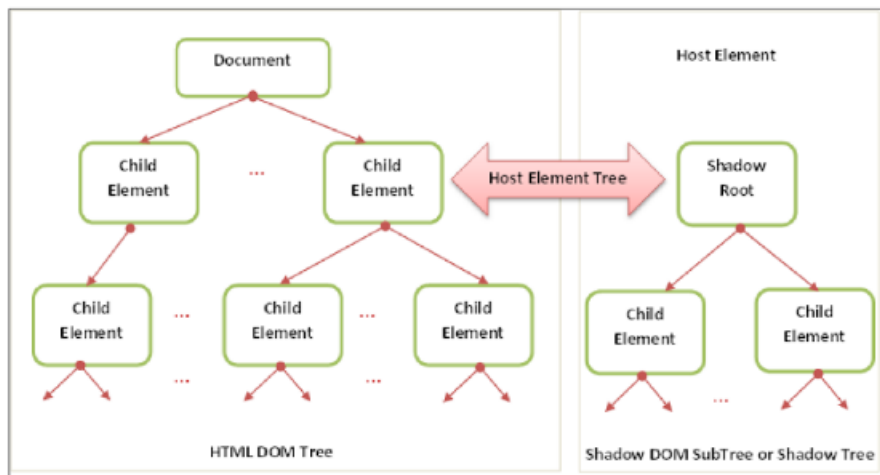 Document
Host Element
Child
Element
...
Child
Element
Host Element Tree
Shadow
Root
Child
Element
...
Child
Element
...
Child
Element
Child
Element
Child
Element
...
...
...
HTML DOM Tree
Shadow DOM SubTree or Shadow Tree